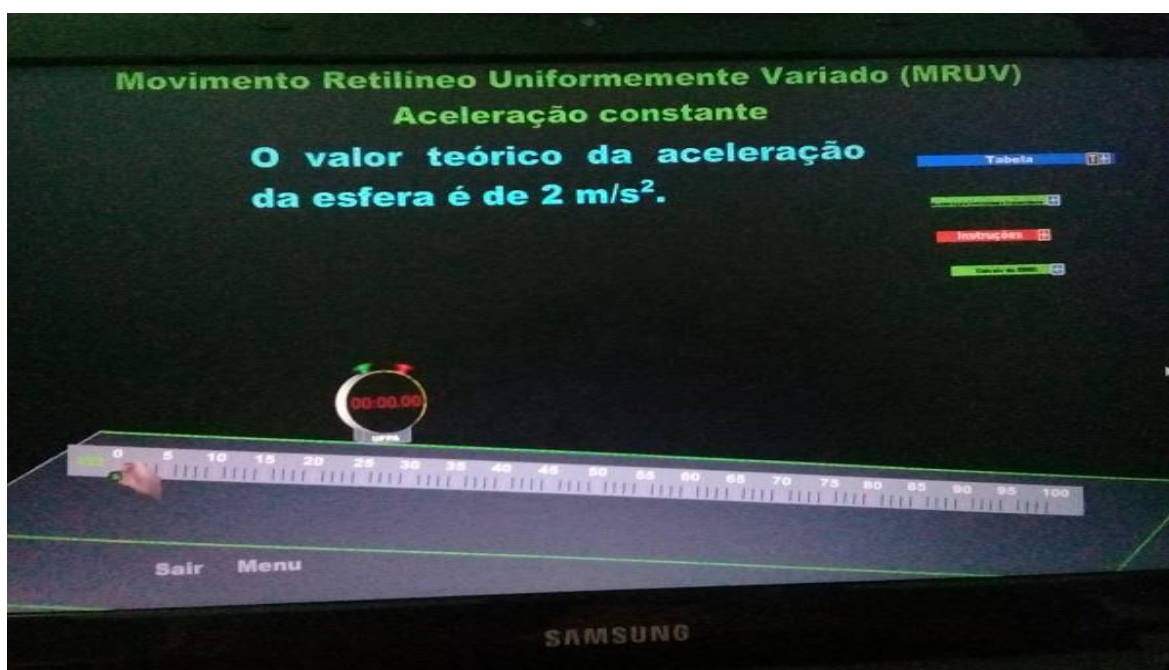 Movimento Retilíneo Uniformemente Variado (MRUV)
Aceleração constante
O valor teórico da aceleração
da esfera é de 2 m/s².
Tabela T
Instruções
00:00.00
UFPA
0 5 10 15 20 25 30 35 40 45 50 55 60 65 70 75 80 85 90 95 100
Sair Menu
SAMSUNG